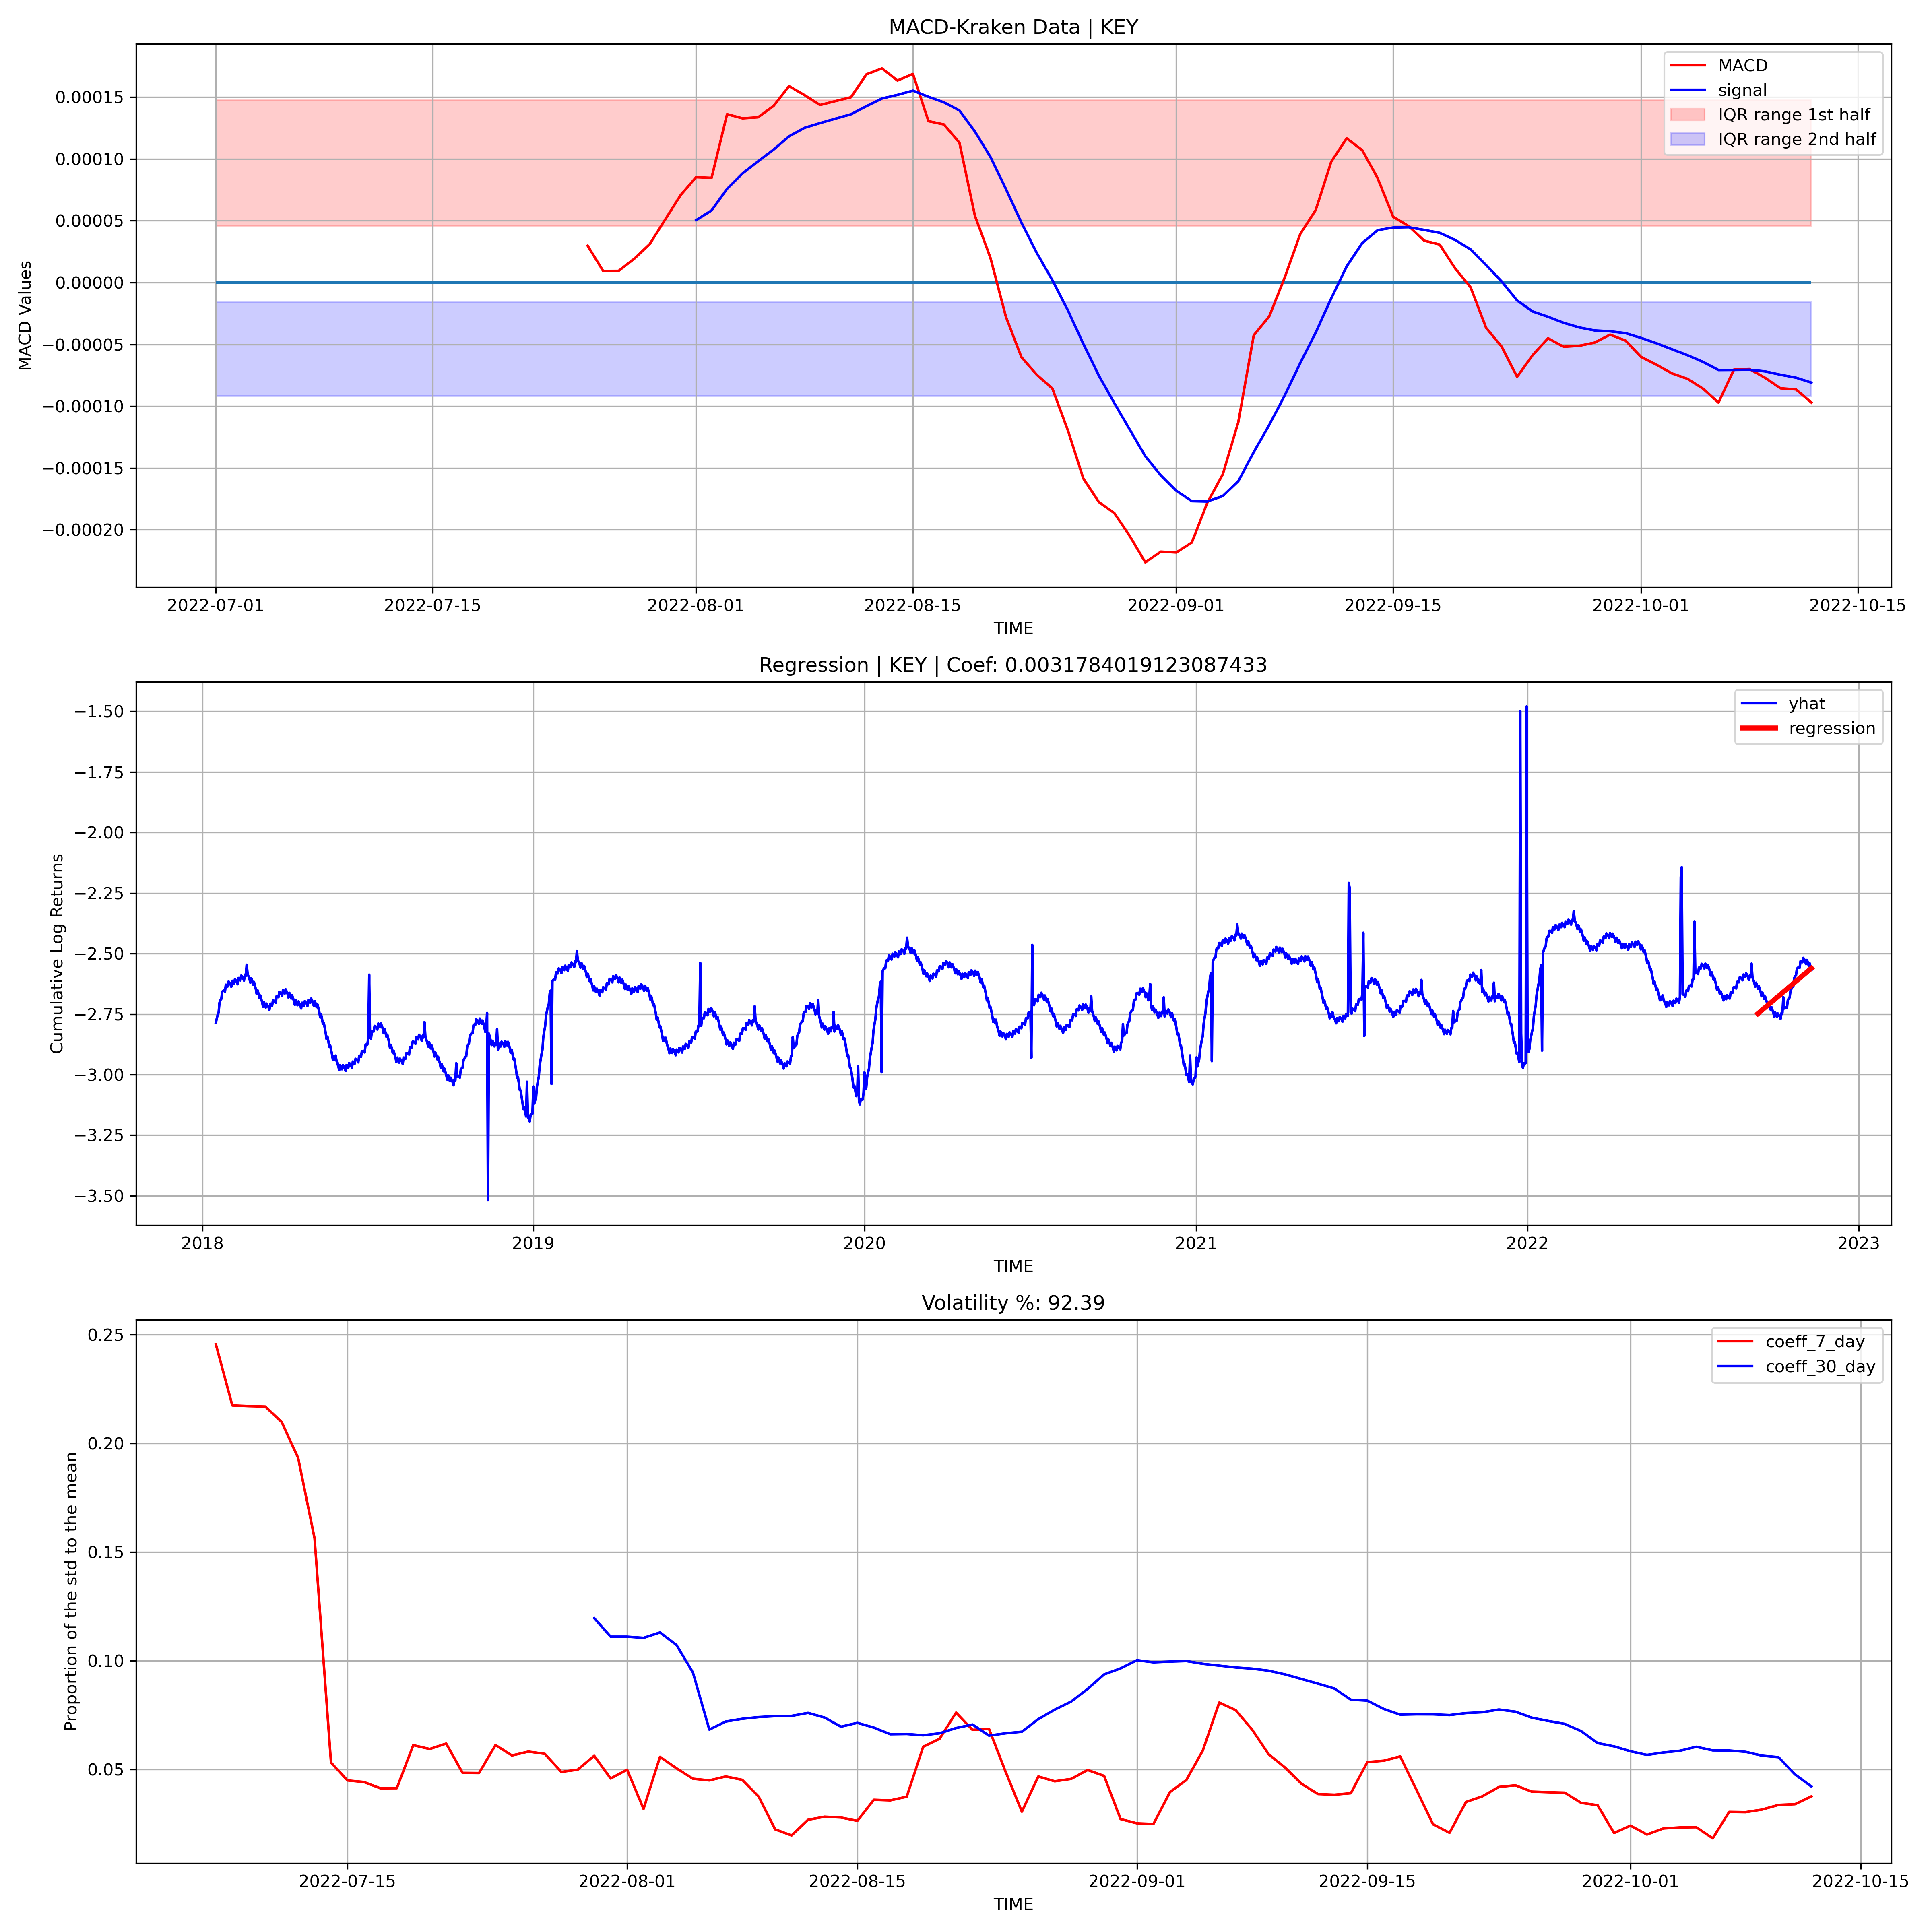 MACD-Kraken Data | KEY
MACD
signal
IQR range 1st half
IQR range 2nd half
0.00015
0.00010
0.00005
0.00000
−0.00005
−0.00010
−0.00015
−0.00020
MACD Values
2022-07-01 2022-07-15 2022-08-01 2022-08-15 2022-09-01 2022-09-15 2022-10-01 2022-10-15
TIME
Regression | KEY | Coef: 0.0031784019123087433
yhat
regression
−1.50
−1.75
−2.00
−2.25
−2.50
−2.75
−3.00
−3.25
−3.50
Cumulative Log Returns
2018 2019 2020 2021 2022 2023
TIME
Volatility %: 92.39
coeff_7_day
coeff_30_day
0.25
0.20
0.15
0.10
0.05
Proportion of the std to the mean
2022-07-15 2022-08-01 2022-08-15 2022-09-01 2022-09-15 2022-10-01 2022-10-15
TIME